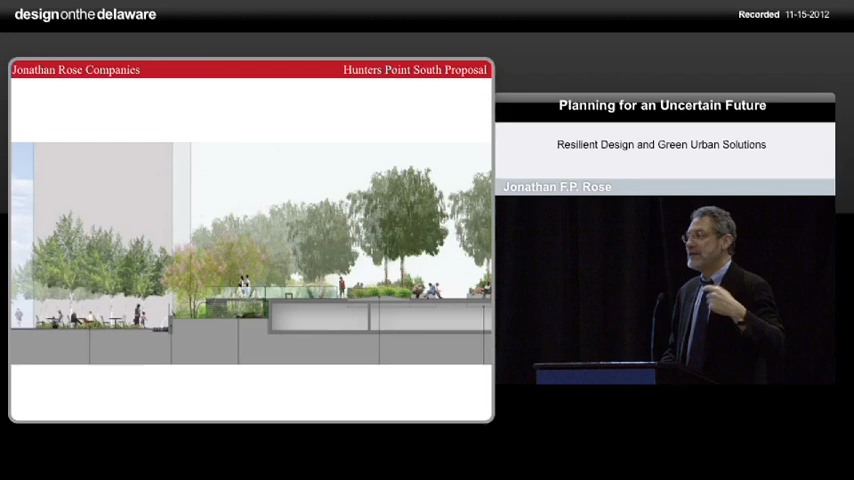 designonthedelaware
Recorded 11-15-2012
Jonathan Rose Companies
Hunters Point South Proposal
Planning for an Uncertain Future
Resilient Design and Green Urban Solutions
Jonathan F.P. Rose